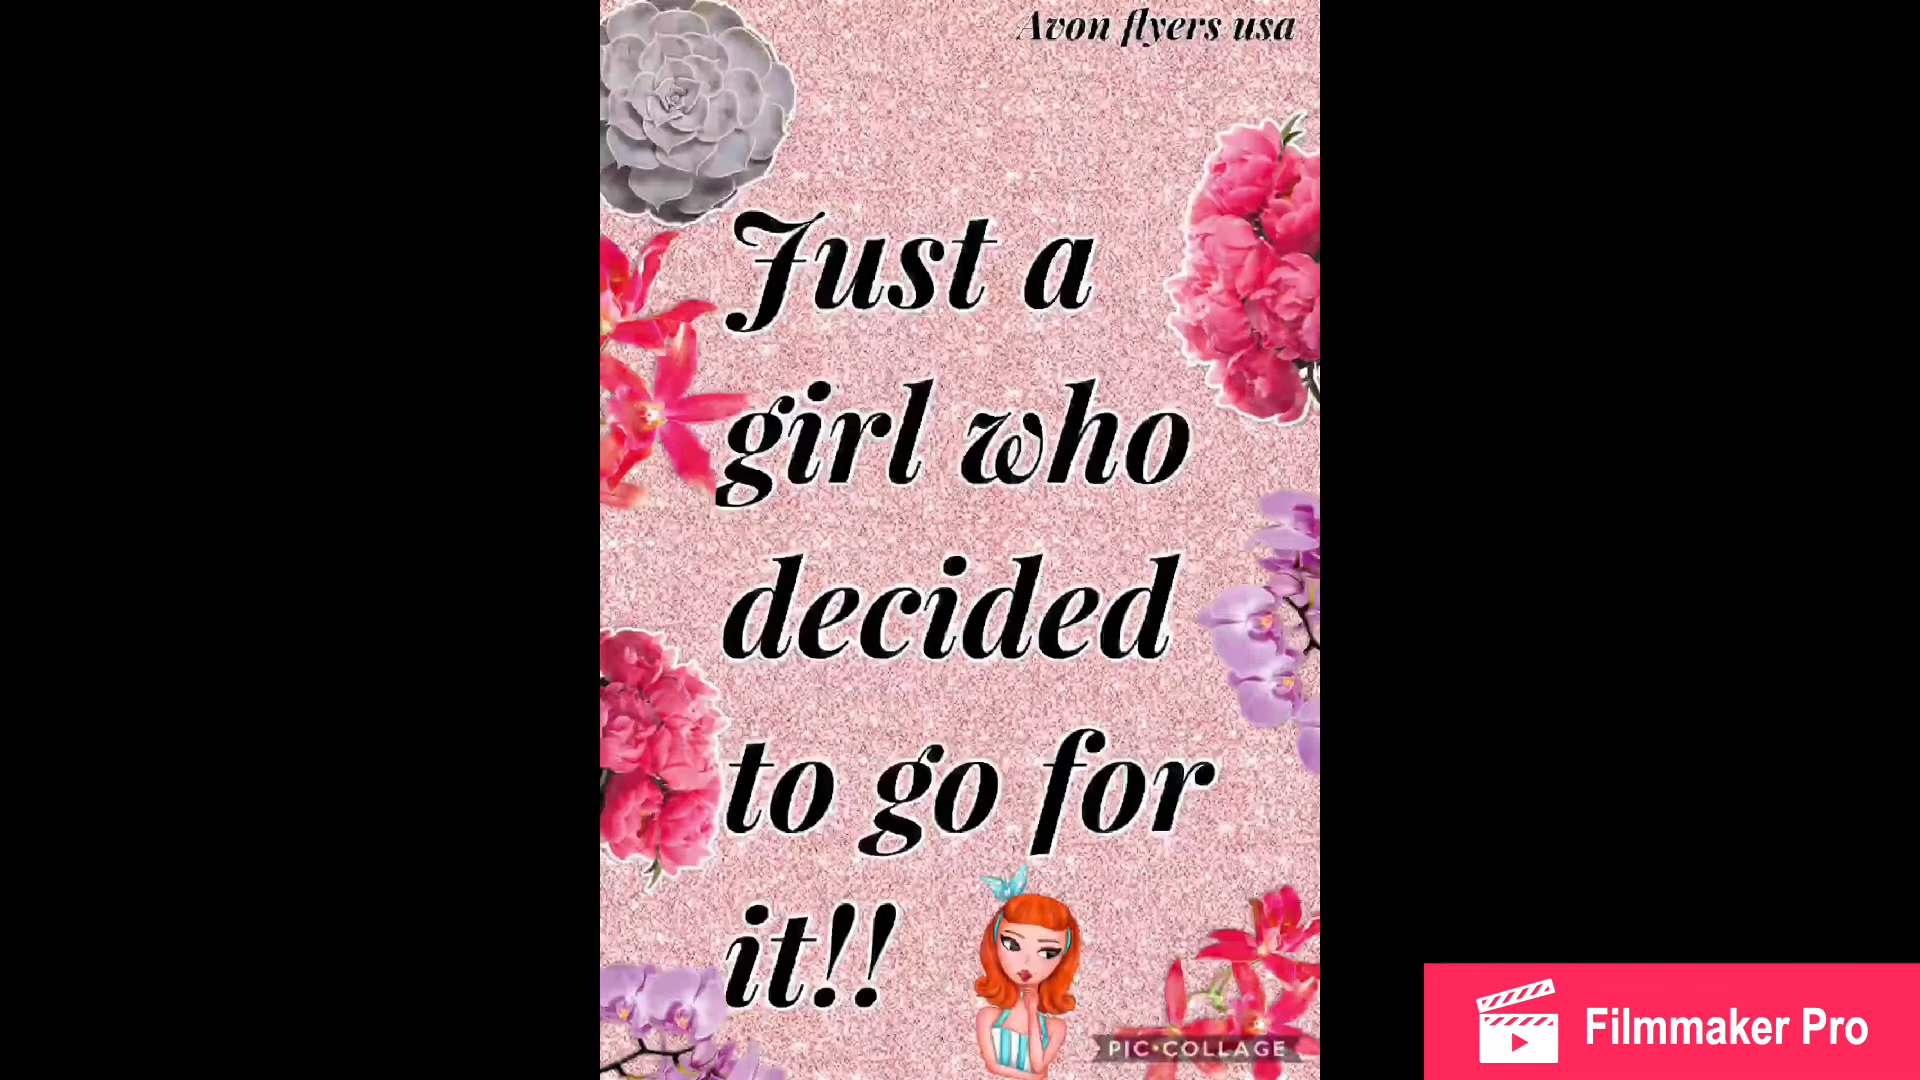 Avon flyers usa
Just a
girl who
decided
to go for
it!!
PIC•COLLAGE
Filmmaker Pro